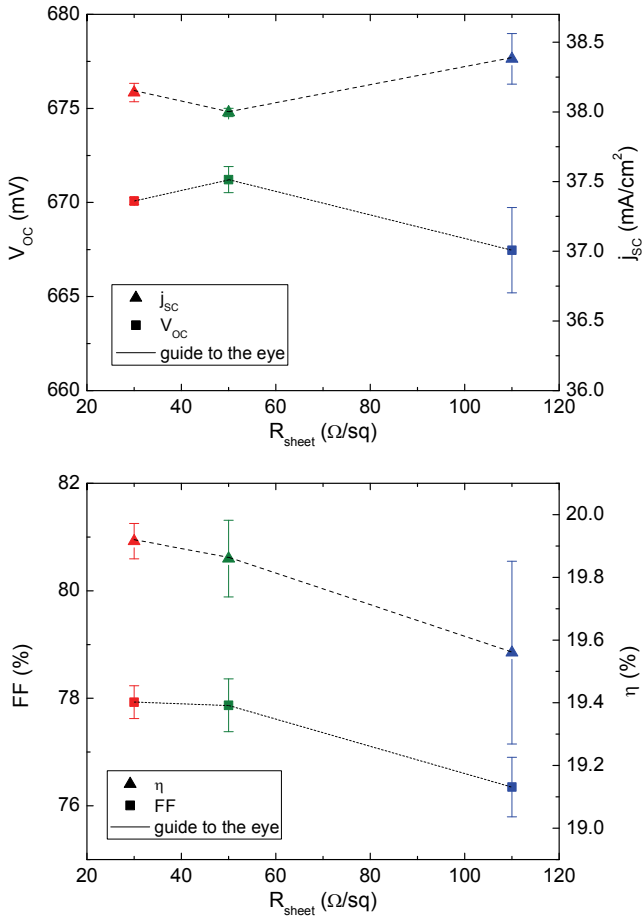 680
675
670
665
660
V_OC (mV)
38.5
38.0
37.5
37.0
36.5
36.0
j_SC (mA/cm²)
j_SC
V_OC
guide to the eye
20 40 60 80 100 120
R_sheet (Ω/sq)
82
80
78
76
FF (%)
20.0
19.8
19.6
19.4
19.2
19.0
η (%)
η
FF
guide to the eye
20 40 60 80 100 120
R_sheet (Ω/sq)